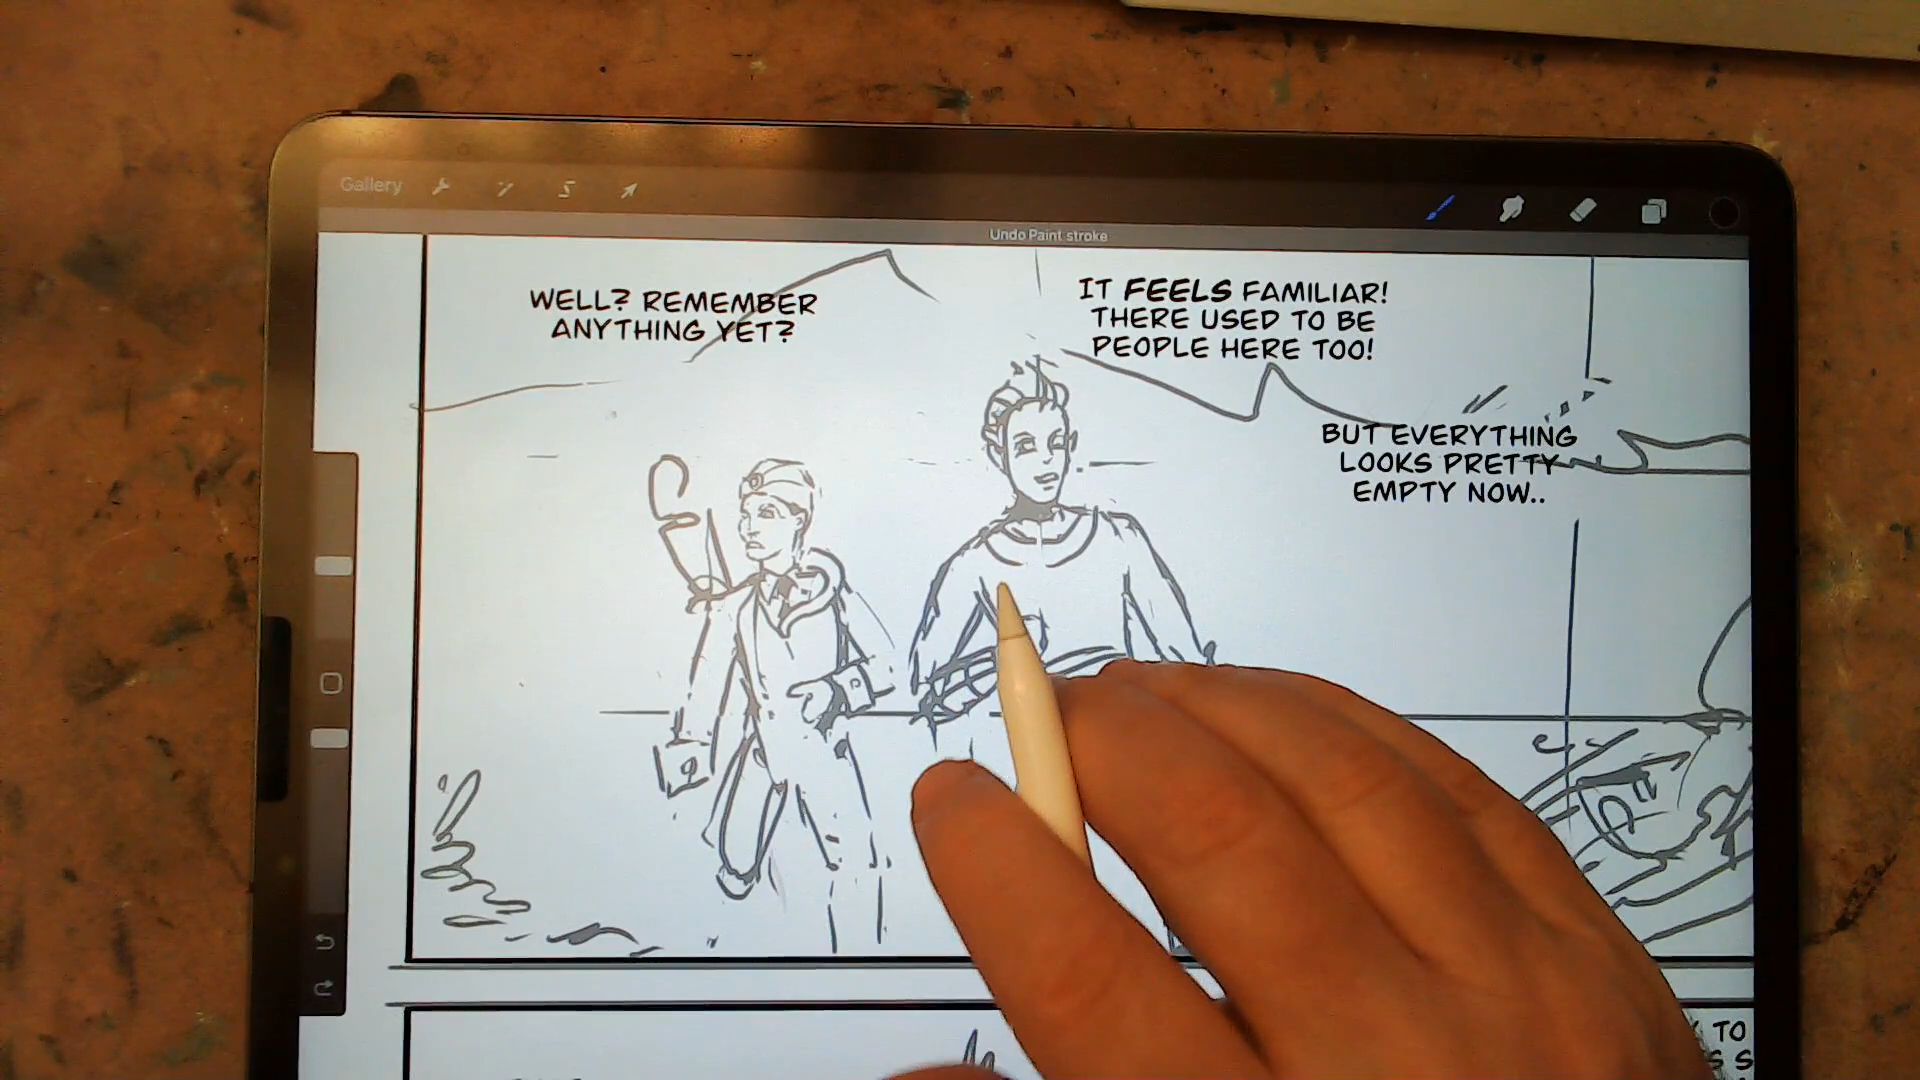 Gallery
Undo Paint stroke
WELL? REMEMBER
ANYTHING YET?
IT FEELS FAMILIAR!
THERE USED TO BE
PEOPLE HERE TOO!
BUT EVERYTHING
LOOKS PRETTY
EMPTY NOW..
TO